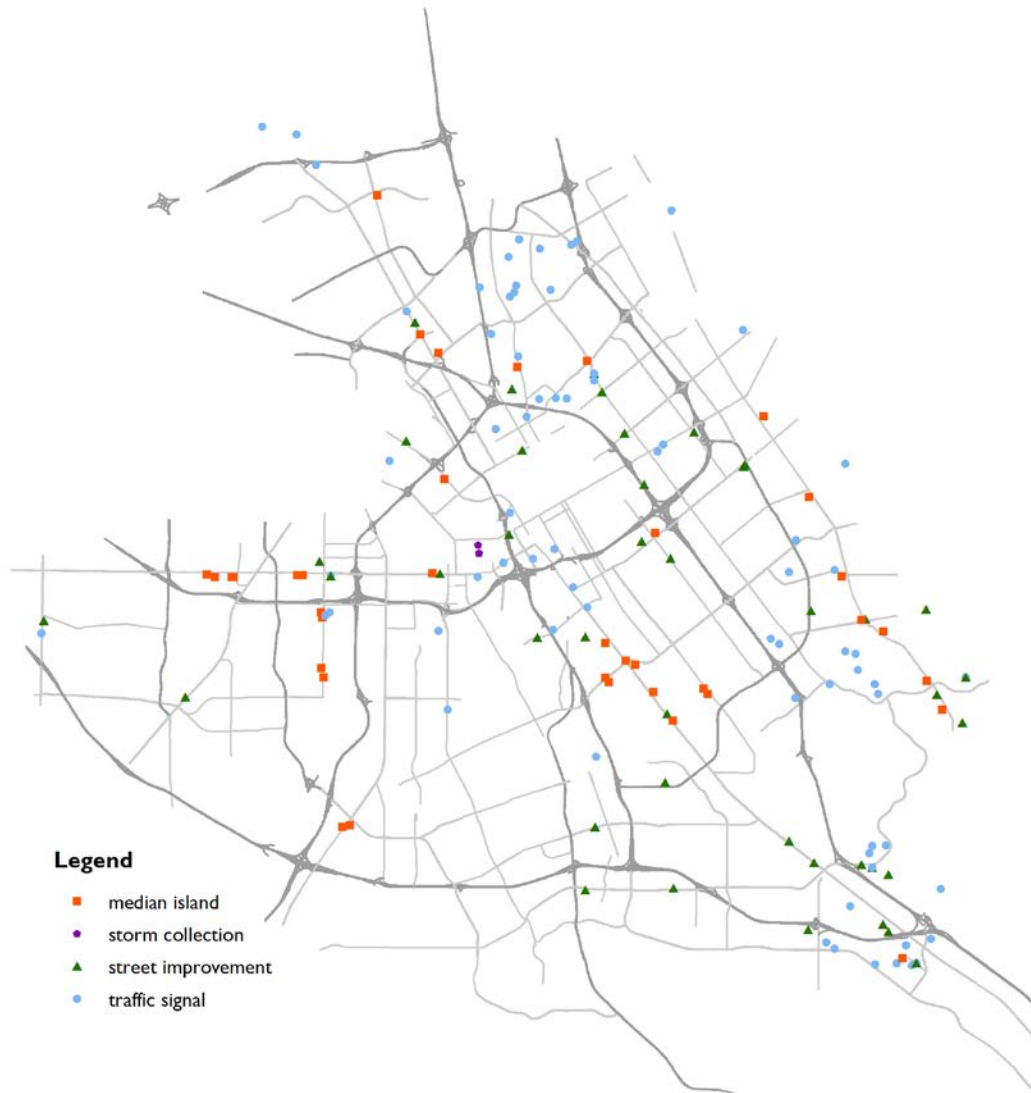 Legend
median island
storm collection
street improvement
traffic signal